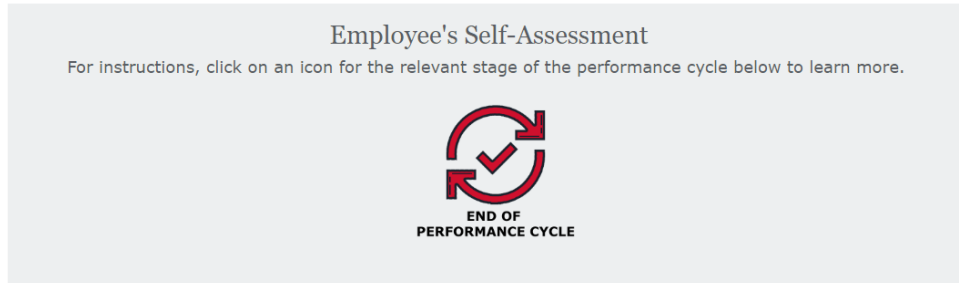 Employee's Self-Assessment
For instructions, click on an icon for the relevant stage of the performance cycle below to learn more.
END OF
PERFORMANCE CYCLE